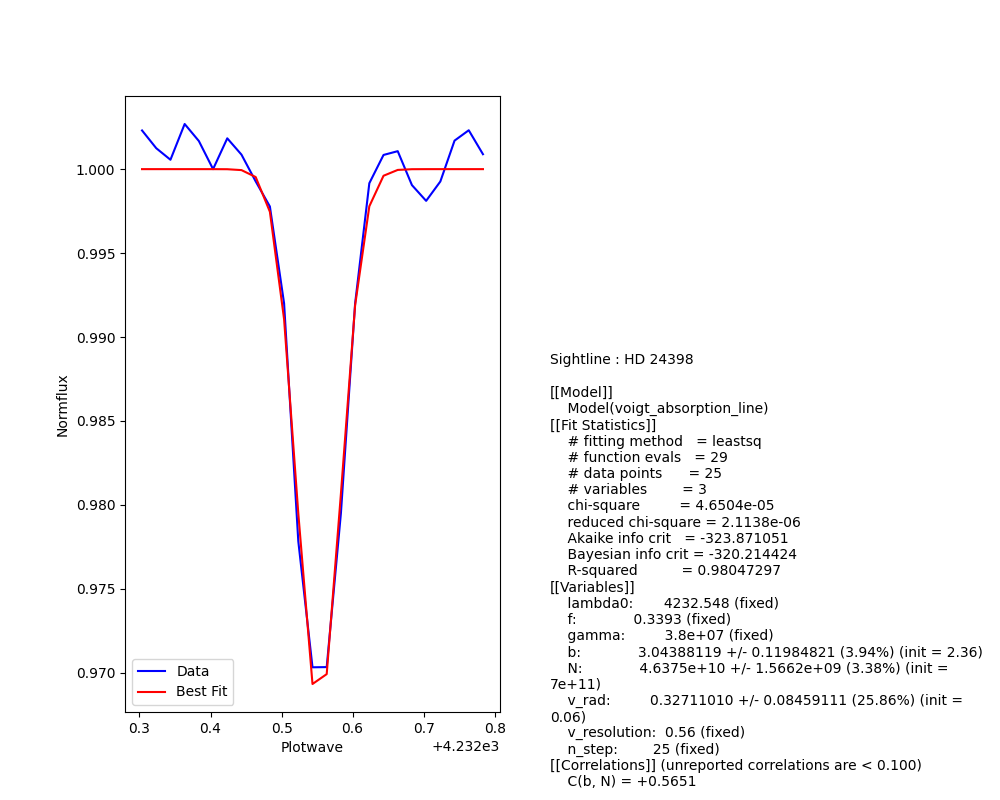 1.000
0.995
0.990
0.985
0.980
0.975
0.970
Normflux
Data
Best Fit
0.3 0.4 0.5 0.6 0.7 0.8
Plotwave
+4.232e3
Sightline : HD 24398
[[Model]]
Model(voigt_absorption_line)
[[Fit Statistics]]
# fitting method = leastsq
# function evals = 29
# data points = 25
# variables = 3
chi-square = 4.6504e-05
reduced chi-square = 2.1138e-06
Akaike info crit = -323.871051
Bayesian info crit = -320.214424
R-squared = 0.98047297
[[Variables]]
lambda0: 4232.548 (fixed)
f: 0.3393 (fixed)
gamma: 3.8e+07 (fixed)
b: 3.04388119 +/- 0.11984821 (3.94%) (init = 2.36)
N: 4.6375e+10 +/- 1.5662e+09 (3.38%) (init =
7e+11)
v_rad: 0.32711010 +/- 0.08459111 (25.86%) (init =
0.06)
v_resolution: 0.56 (fixed)
n_step: 25 (fixed)
[[Correlations]] (unreported correlations are < 0.100)
C(b, N) = +0.5651